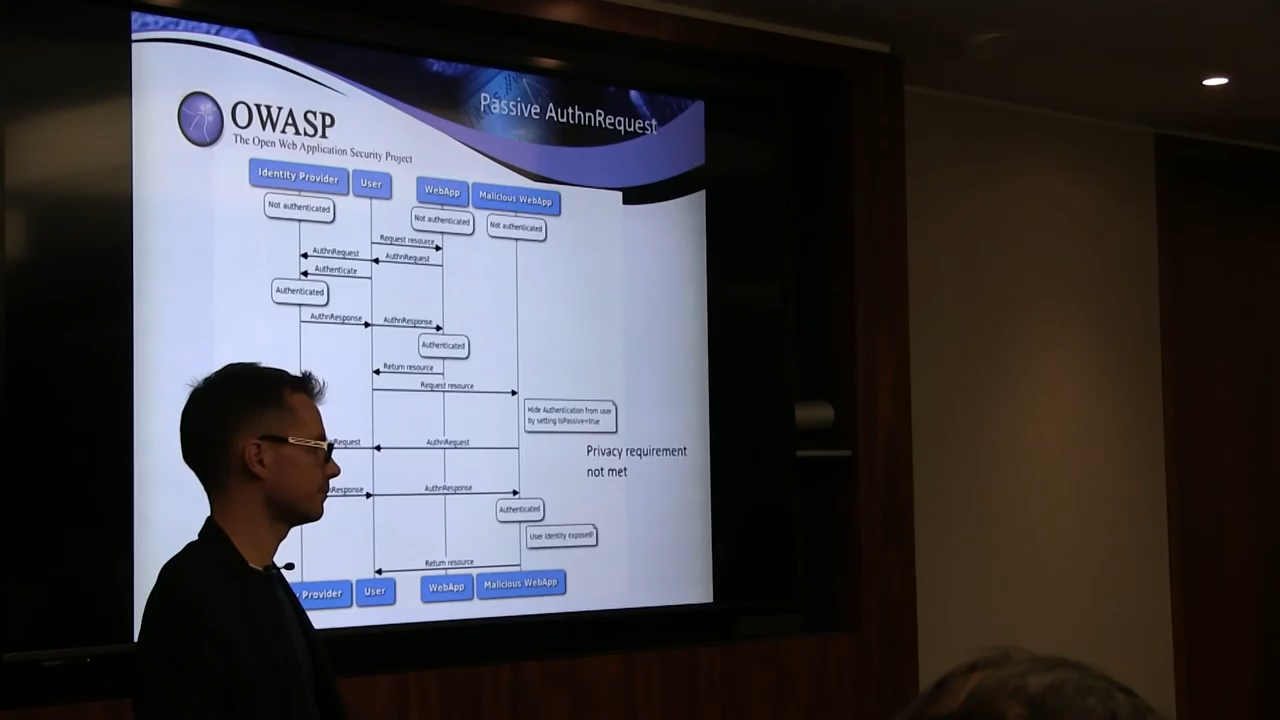 Passive AuthnRequest
OWASP
The Open Web Application Security Project
Identity Provider
User
WebApp
Malicious WebApp
Not authenticated
Not authenticated
Not authenticated
Request resource
AuthnRequest
AuthnRequest
Authenticate
Authenticated
AuthnResponse
AuthnResponse
Authenticated
Return resource
Request resource
Hide Authentication from user
by setting IsPassive=true
Request
AuthnRequest
Privacy requirement
not met
Response
AuthnResponse
Authenticated
User identity exposed!
Return resource
Provider
User
WebApp
Malicious WebApp